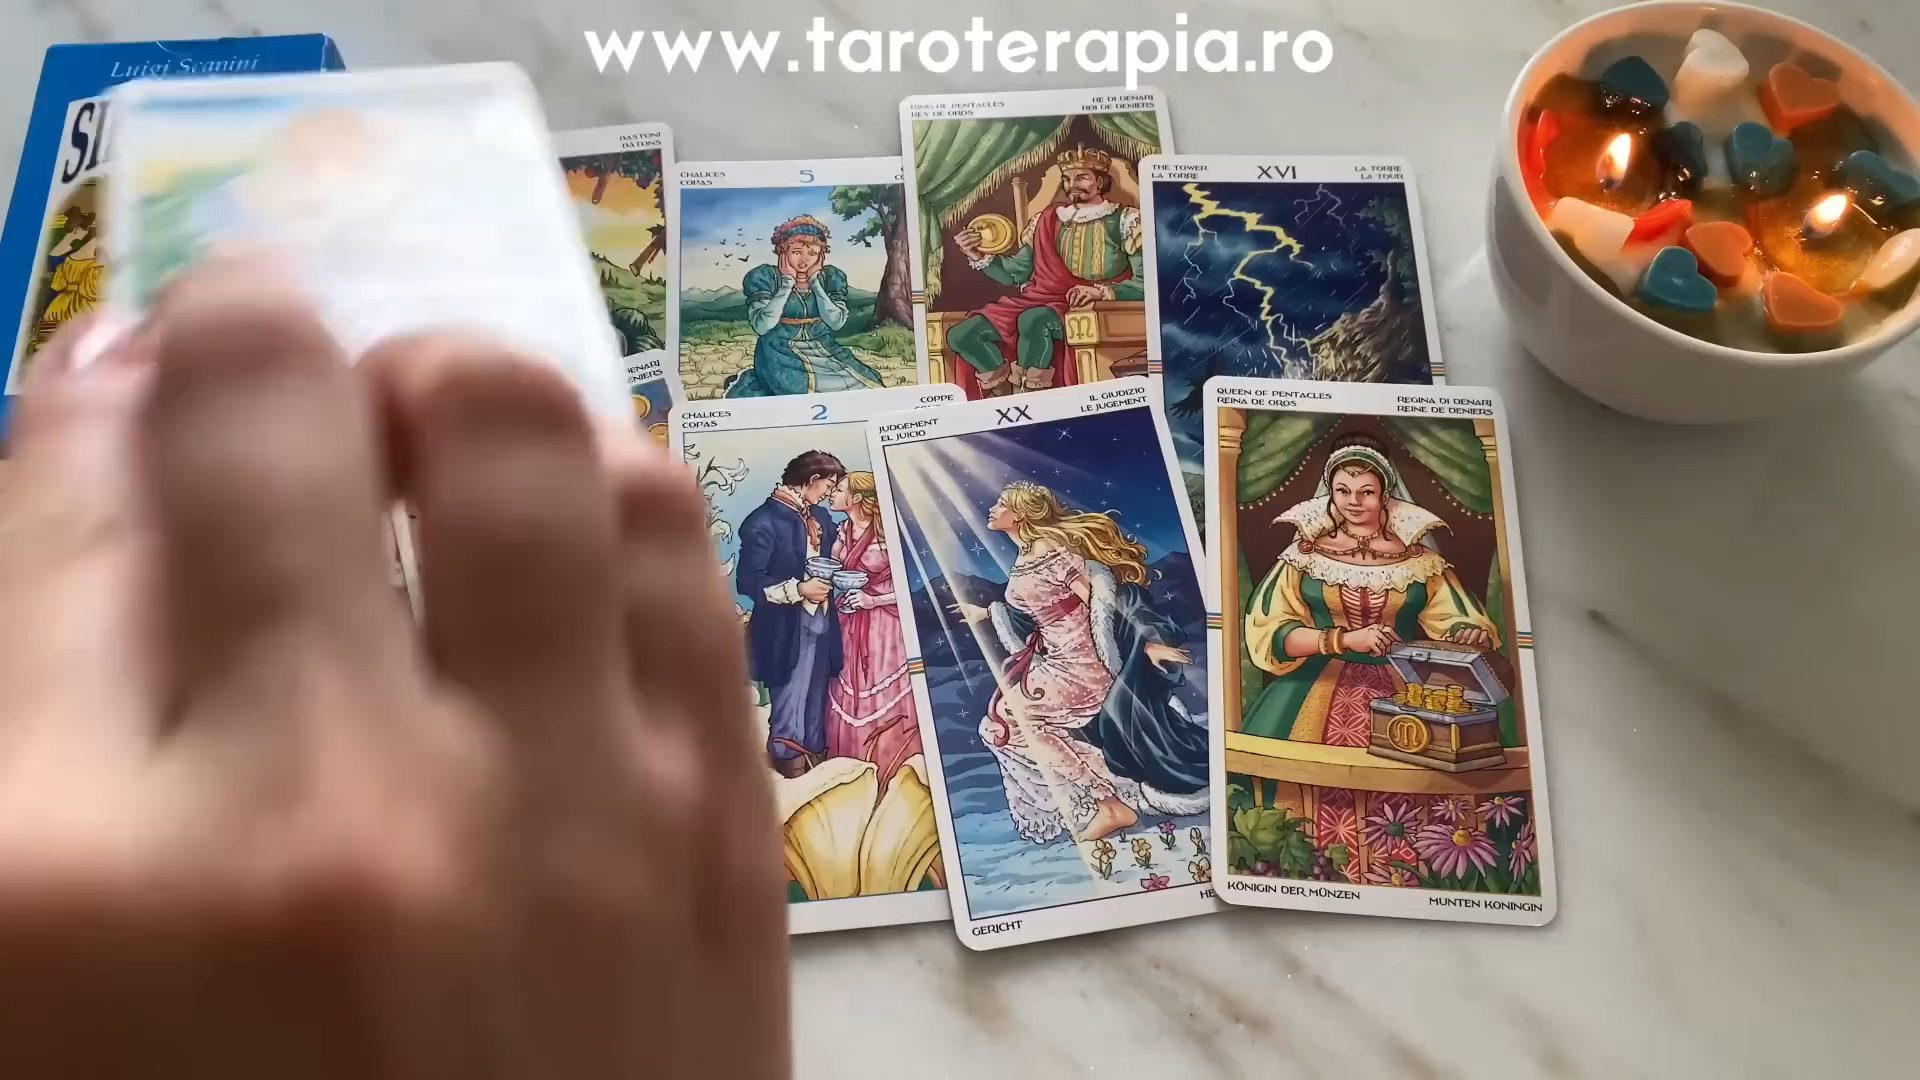 www.taroterapia.ro
Luigi Scapini
BASTONI
BÂTONS
CHALICES
COPAS
5
KING OF PENTACLES
REY DE OROS
RE DI DENARI
ROI DE DENIERS
THE TOWER
LA TORRE
XVI
LA TORRE
LA TOUR
CHALICES
COPAS
2
COPPE
JUDGEMENT
EL JUICIO
XX
IL GIUDIZIO
LE JUGEMENT
GERICHT
QUEEN OF PENTACLES
REINA DE OROS
REGINA DI DENARI
REINE DE DENIERS
KÖNIGIN DER MÜNZEN
MUNTEN KONINGIN